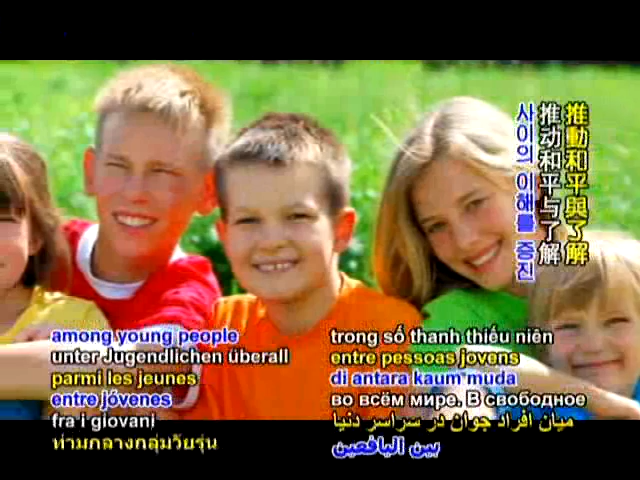 推動和平與了解
推动和平与了解
사이의 이해를 증진
among young people
unter Jugendlichen überall
parmi les jeunes
entre jóvenes
fra i giovani
ท่ามกลางกลุ่มวัยรุ่น
trong số thanh thiếu niên
entre pessoas jovens
di antara kaum muda
во всём мире. В свободное
میان افراد جوان در سراسر دنیا
بين اليافعين